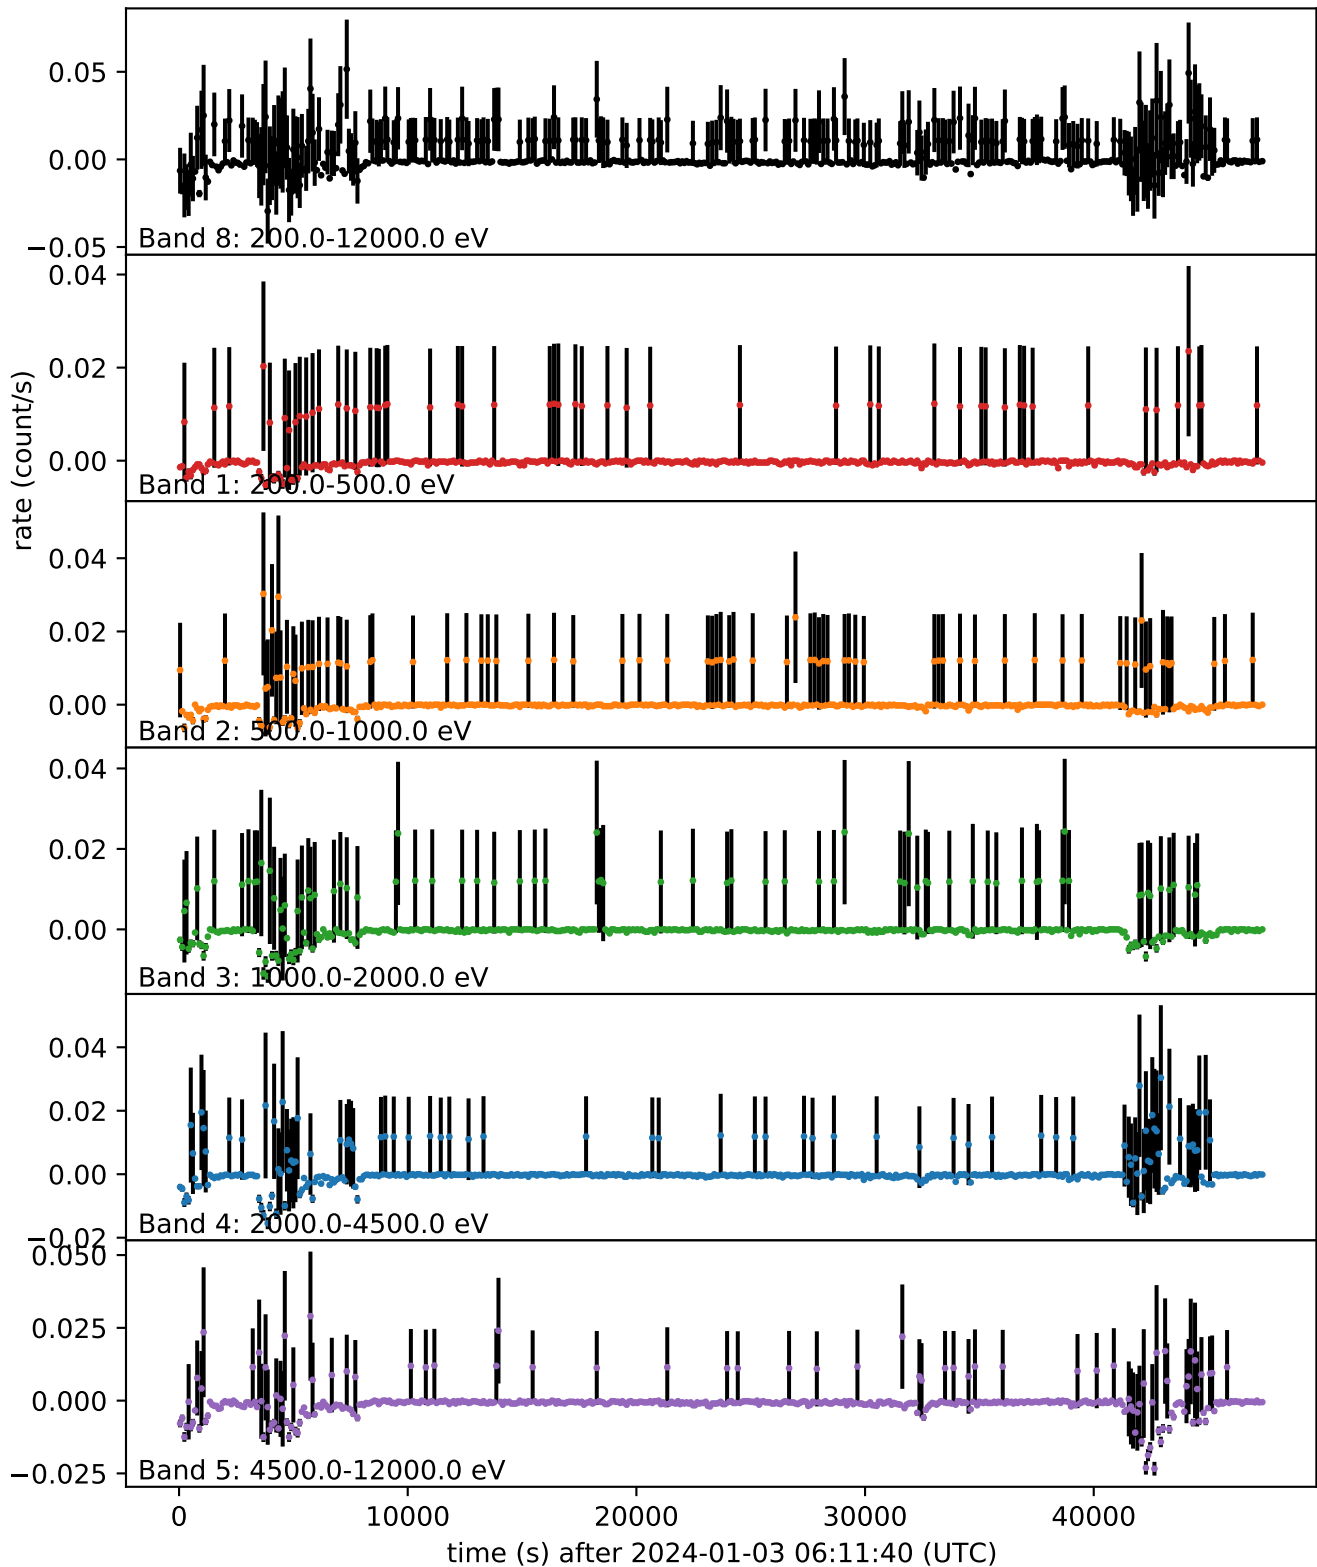 0.05
0.00
−0.05
Band 8: 200.0-12000.0 eV
0.04
0.02
0.00
Band 1: 200.0-500.0 eV
rate (count/s)
0.04
0.02
0.00
Band 2: 500.0-1000.0 eV
0.04
0.02
0.00
Band 3: 1000.0-2000.0 eV
0.04
0.02
0.00
−0.02
Band 4: 2000.0-4500.0 eV
0.050
0.025
0.000
−0.025
Band 5: 4500.0-12000.0 eV
0 10000 20000 30000 40000
time (s) after 2024-01-03 06:11:40 (UTC)